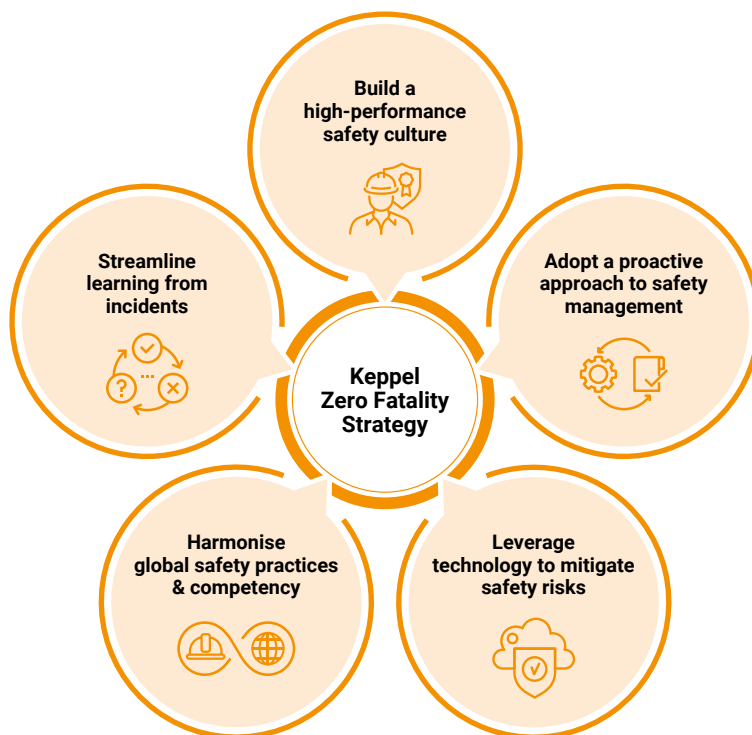 Build a
high-performance
safety culture
Streamline
learning from
incidents
Adopt a proactive
approach to safety
management
Keppel
Zero Fatality
Strategy
Harmonise
global safety practices
& competency
Leverage
technology to mitigate
safety risks